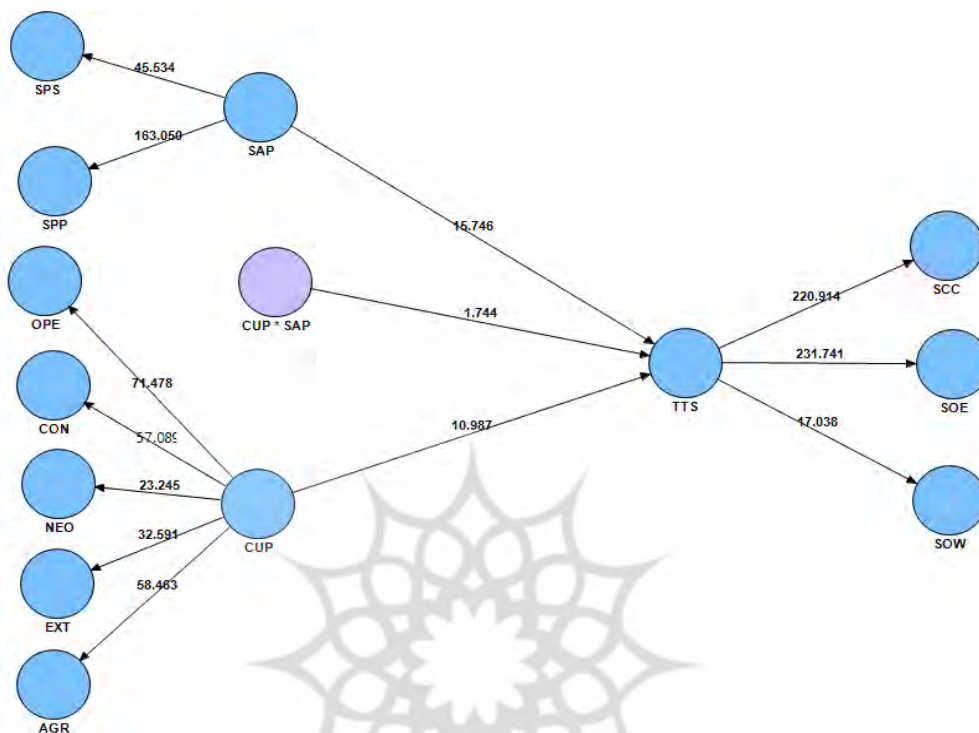 45.534
SPS
163.050
SAP
SPP
15.746
OPE
CUP * SAP
1.744
SCC
220.914
71.478
231.741
CON
TTS
SOE
57.089
10.987
17.038
23.245
NEO
CUP
32.591
SOW
EXT
58.463
AGR